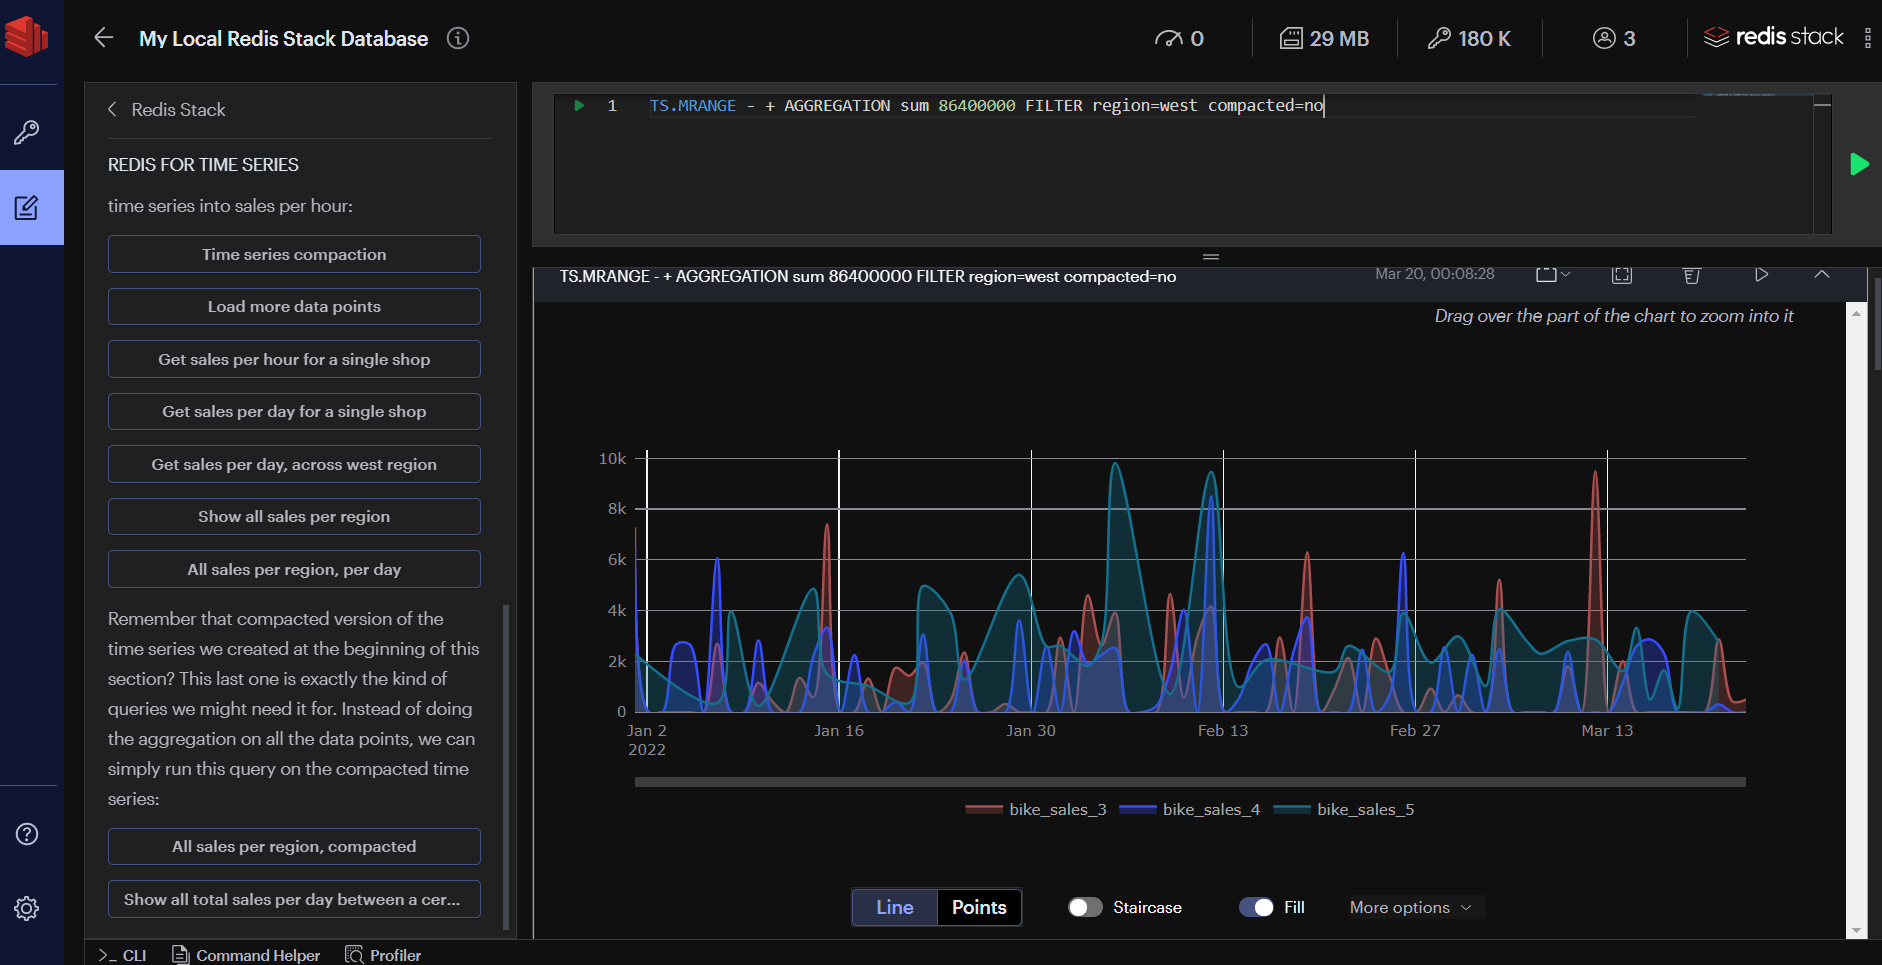 My Local Redis Stack Database
0
29 MB
180 K
3
redis stack
Redis Stack
REDIS FOR TIME SERIES
time series into sales per hour:
Time series compaction
Load more data points
Get sales per hour for a single shop
Get sales per day for a single shop
Get sales per day, across west region
Show all sales per region
All sales per region, per day
Remember that compacted version of the
time series we created at the beginning of this
section? This last one is exactly the kind of
queries we might need it for. Instead of doing
the aggregation on all the data points, we can
simply run this query on the compacted time
series:
All sales per region, compacted
Show all total sales per day between a cer...
1 TS.MRANGE - + AGGREGATION sum 86400000 FILTER region=west compacted=no
TS.MRANGE - + AGGREGATION sum 86400000 FILTER region=west compacted=no
Mar 20, 00:08:28
Drag over the part of the chart to zoom into it
10k
8k
6k
4k
2k
0
Jan 2
2022
Jan 16
Jan 30
Feb 13
Feb 27
Mar 13
bike_sales_3
bike_sales_4
bike_sales_5
Line
Points
Staircase
Fill
More options
>_ CLI
Command Helper
Profiler